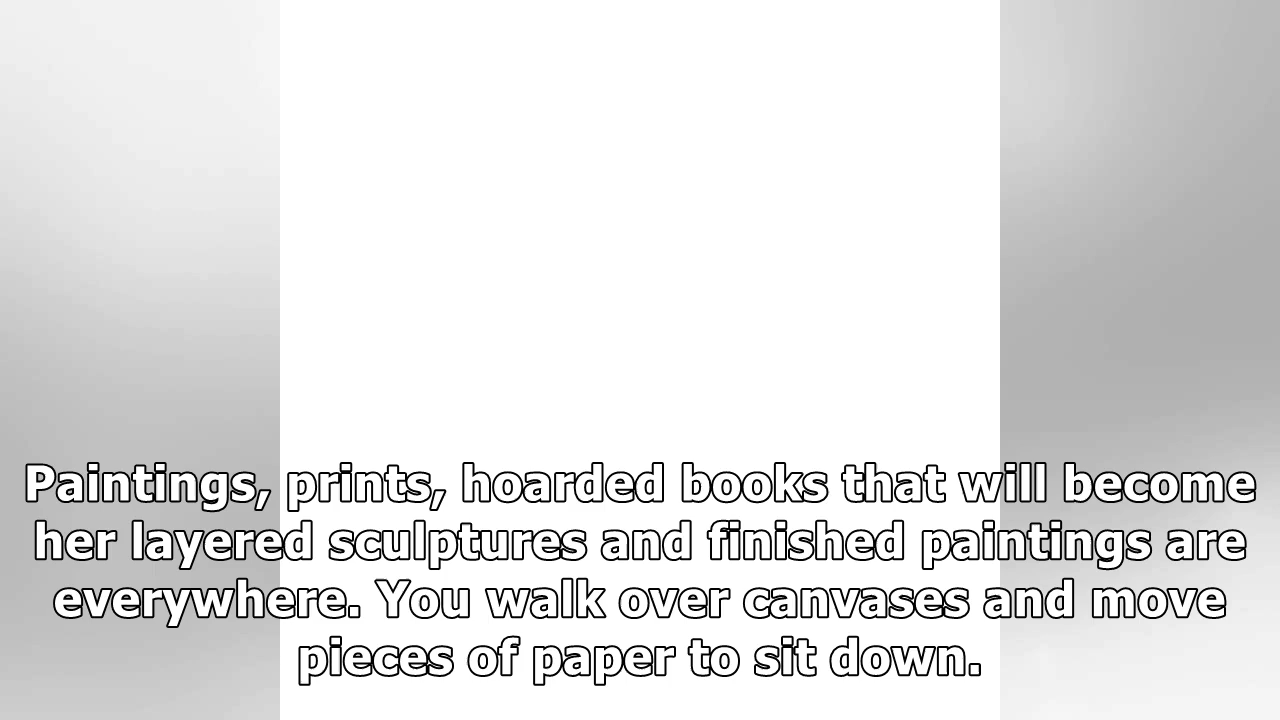 Paintings, prints, hoarded books that will become
her layered sculptures and finished paintings are
everywhere. You walk over canvases and move
pieces of paper to sit down.